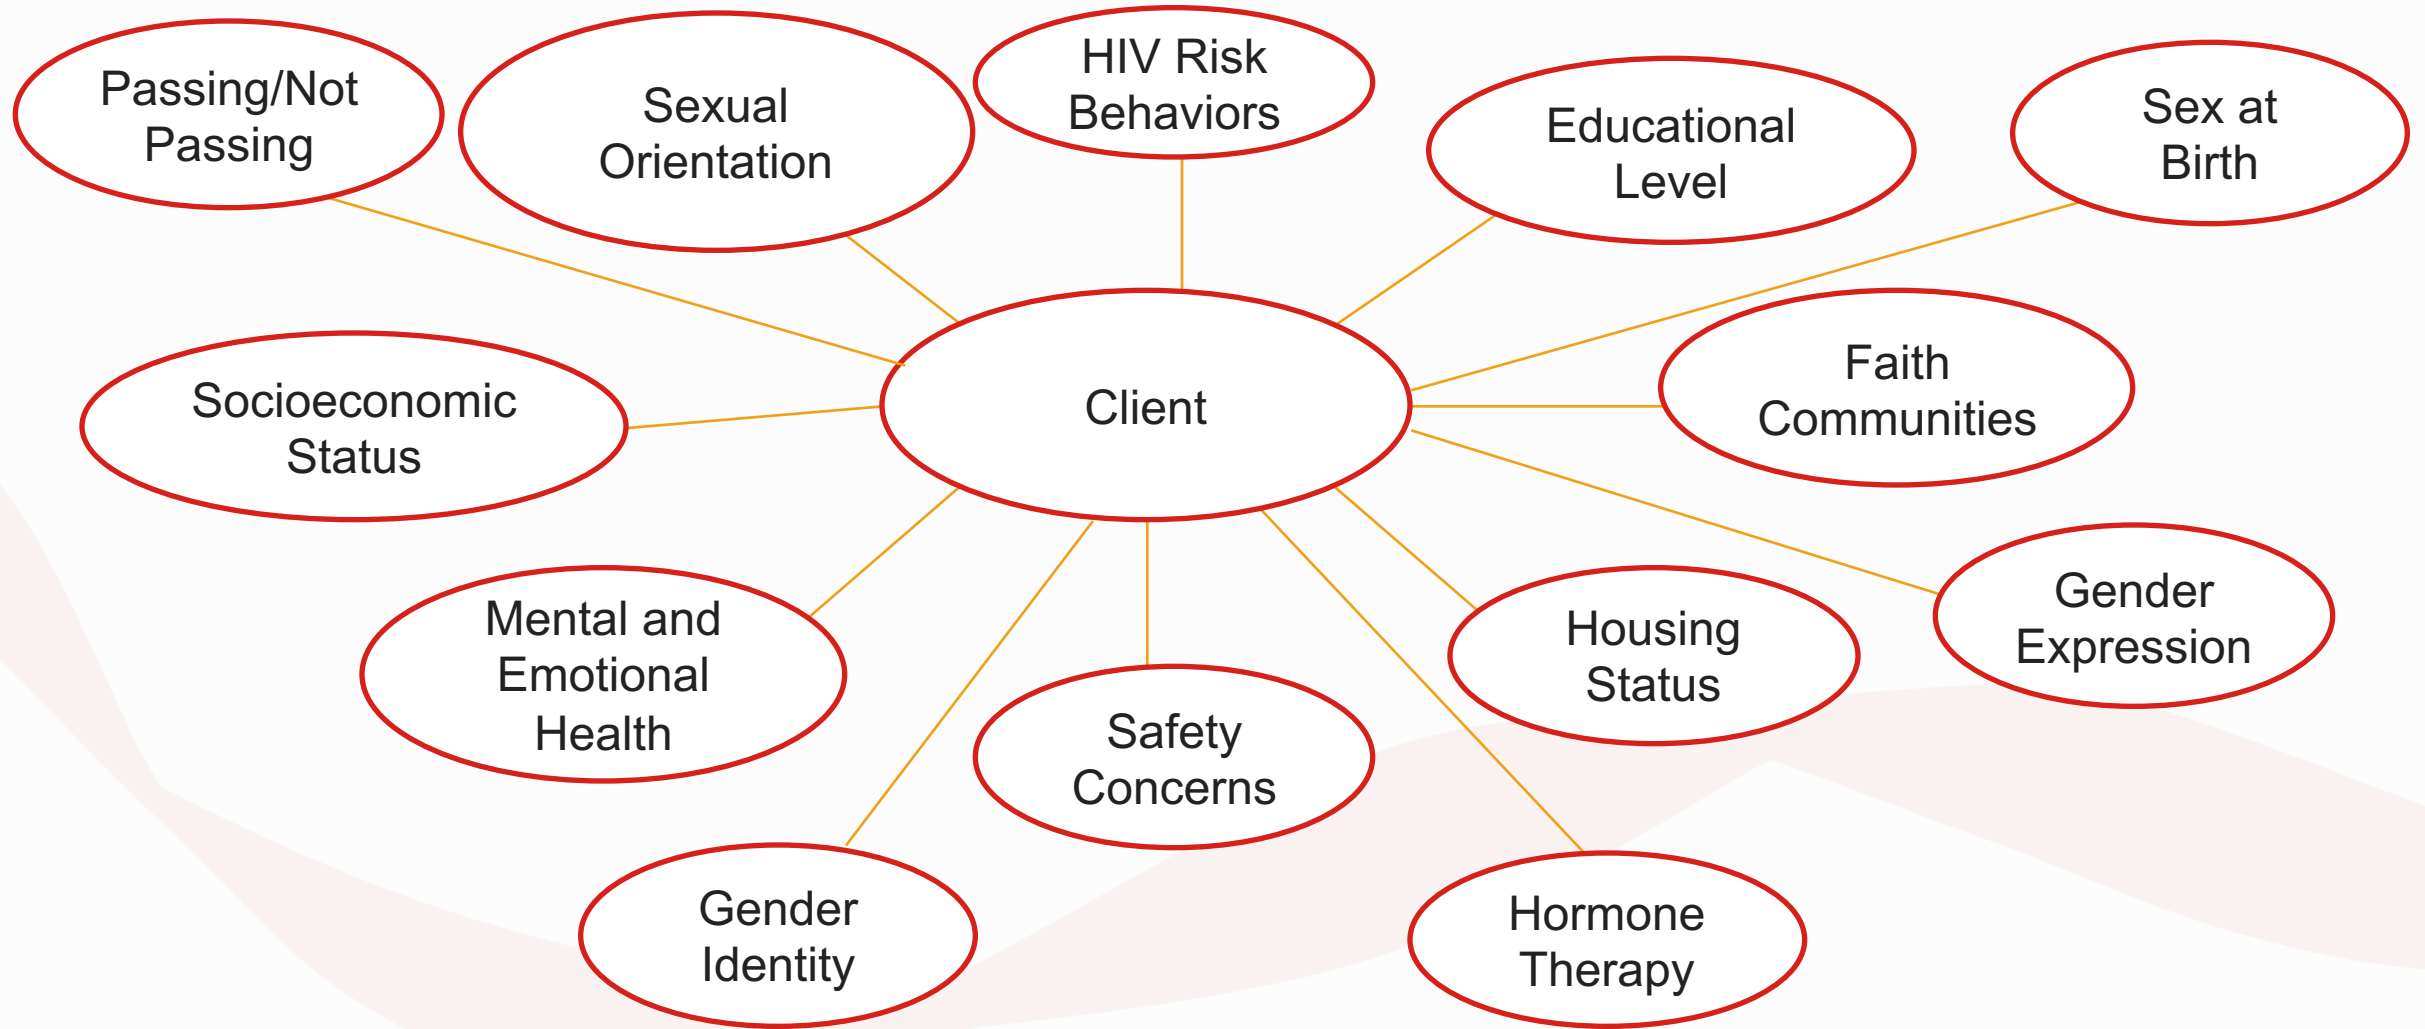 Passing/Not
Passing
Sexual
Orientation
HIV Risk
Behaviors
Educational
Level
Sex at
Birth
Socioeconomic
Status
Client
Faith
Communities
Mental and
Emotional
Health
Safety
Concerns
Housing
Status
Gender
Expression
Gender
Identity
Hormone
Therapy